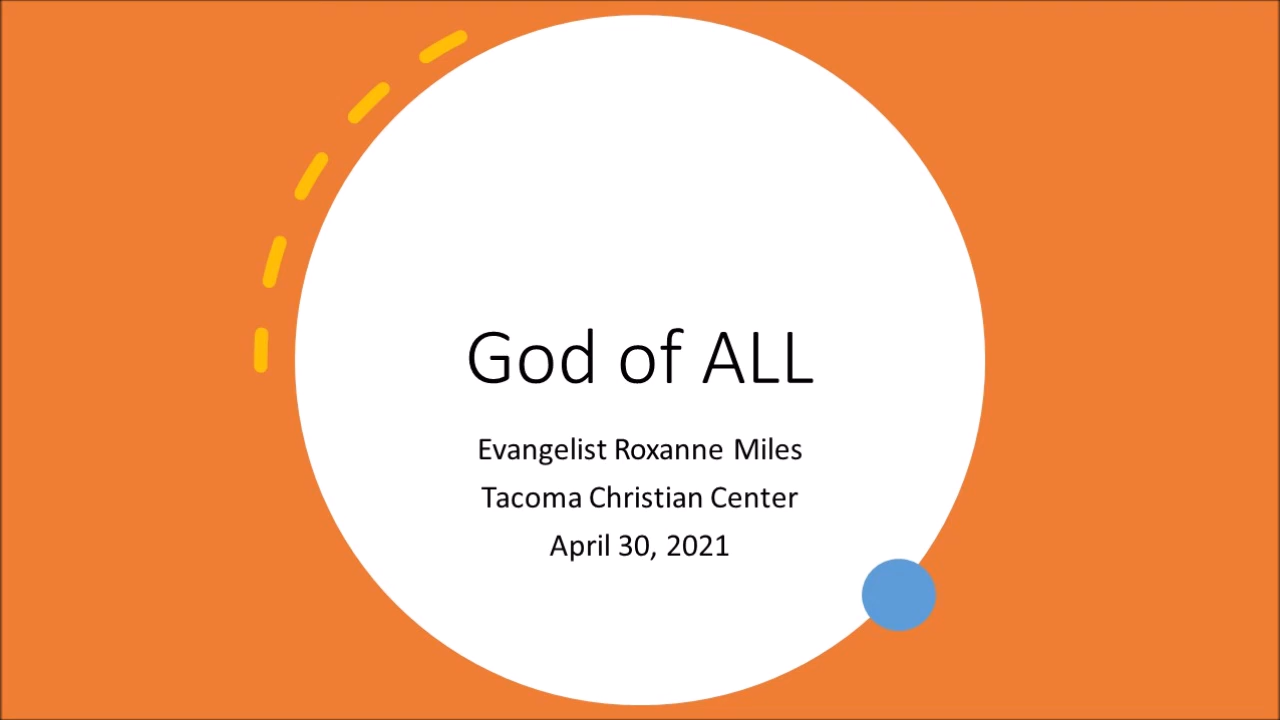 God of ALL
Evangelist Roxanne Miles
Tacoma Christian Center
April 30, 2021